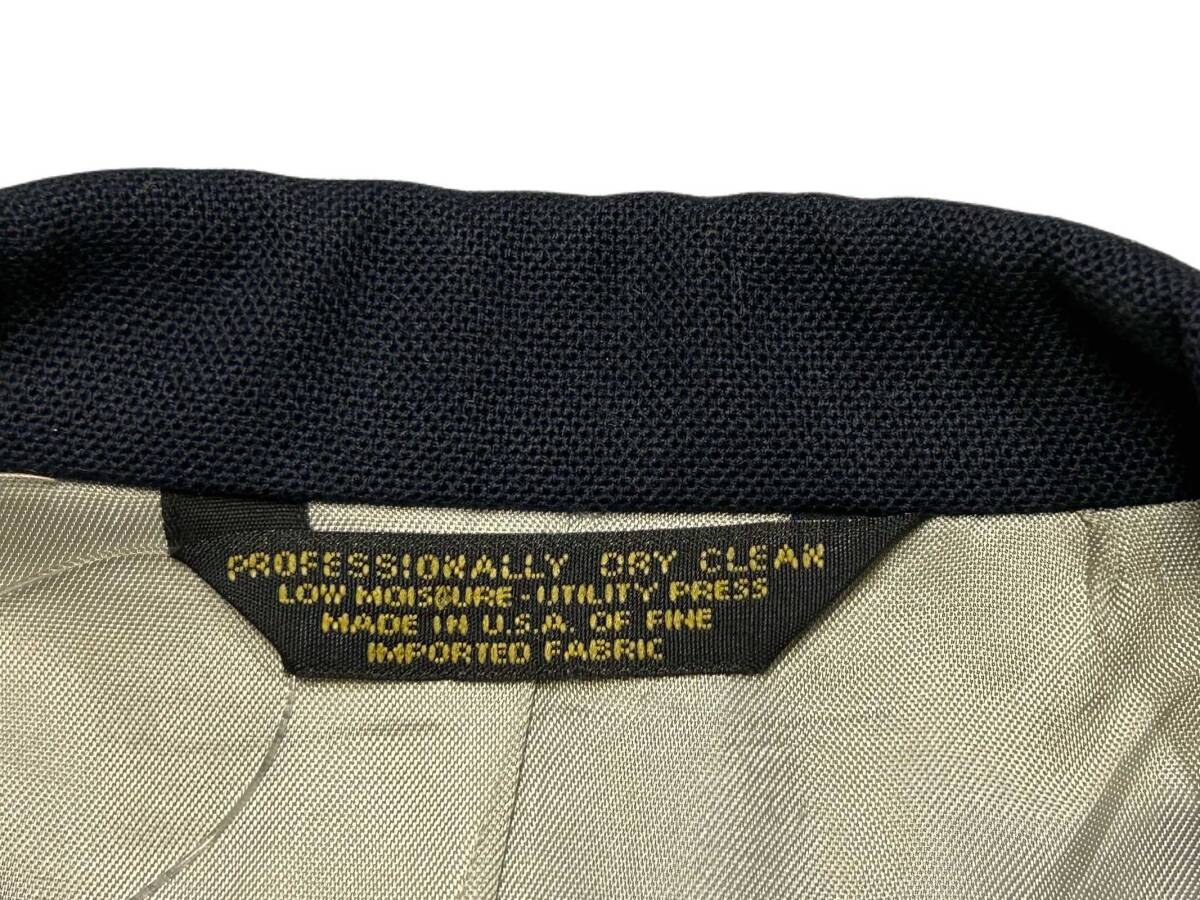 PROFESSIONALLY DRY CLEAN
LOW MOISTURE-UTILITY PRESS
MADE IN U.S.A. OF FINE
IMPORTED FABRIC